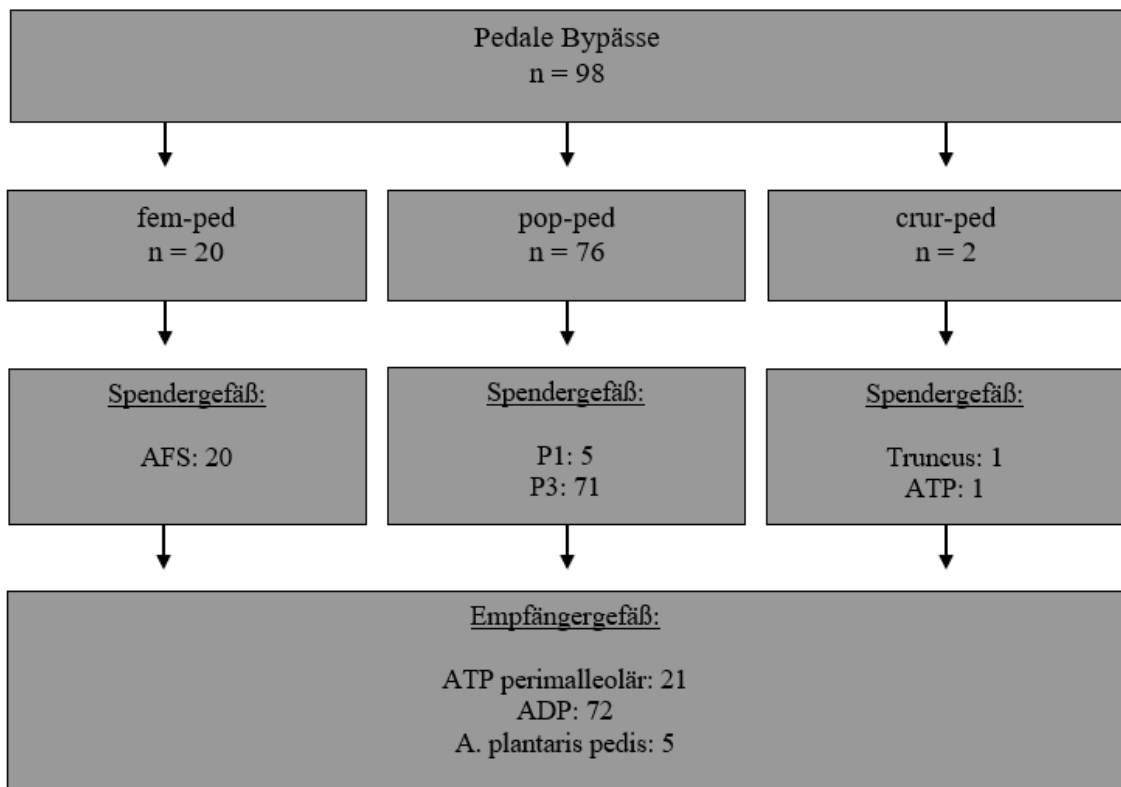 Pedale Bypässe
n = 98
fem-ped
n = 20
pop-ped
n = 76
crur-ped
n = 2
Spendergefäß:
AFS: 20
Spendergefäß:
P1: 5
P3: 71
Spendergefäß:
Truncus: 1
ATP: 1
Empfängergefäß:
ATP perimalleolär: 21
ADP: 72
A. plantaris pedis: 5